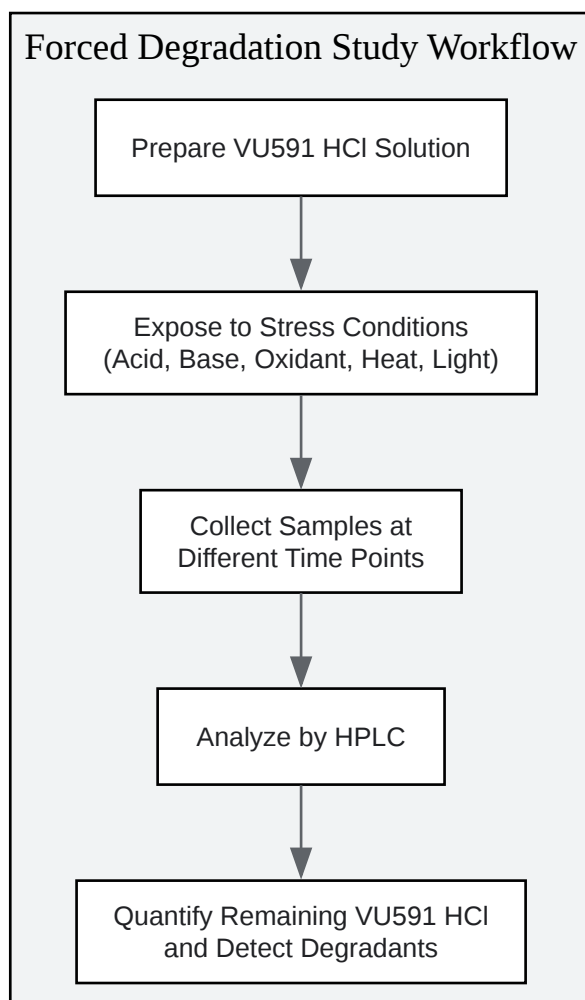 Forced Degradation Study Workflow
Prepare VU591 HCl Solution
Expose to Stress Conditions
(Acid, Base, Oxidant, Heat, Light)
Collect Samples at
Different Time Points
Analyze by HPLC
Quantify Remaining VU591 HCl
and Detect Degradants